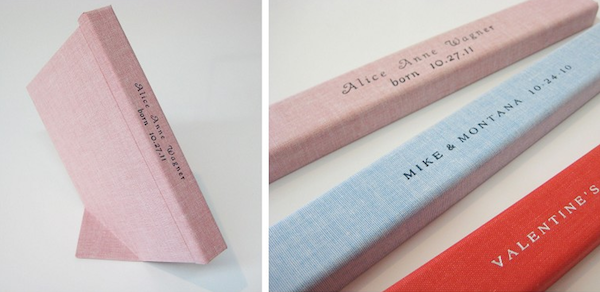 Alice Anne Wagner
born 10.27.11
Alice Anne Wagner
born 10.27.11
MIKE & MONTANA 10.24.10
VALENTINE'S